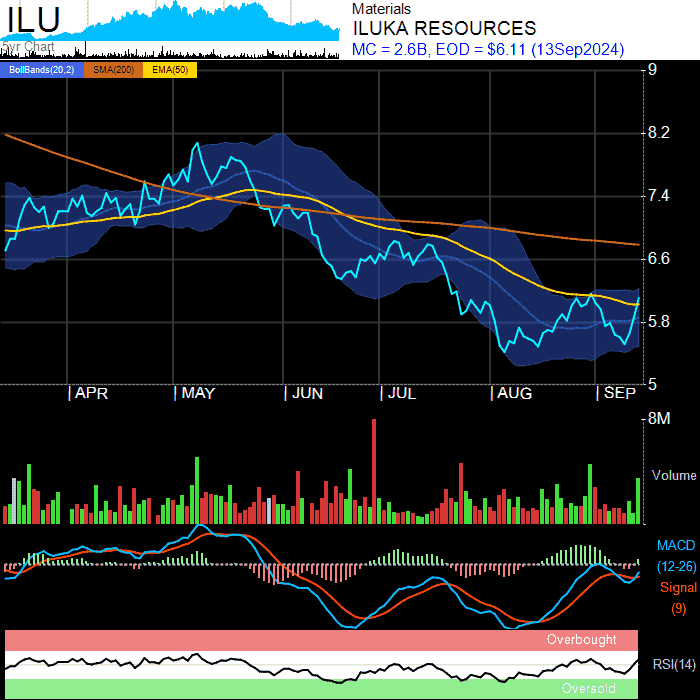 ILU
5yr Chart
Materials
ILUKA RESOURCES
MC = 2.6B, EOD = $6.11 (13Sep2024)
BollBands(20,2) SMA(200) EMA(50)
9
8.2
7.4
6.6
5.8
5
| APR | MAY | JUN | JUL | AUG | SEP
8M
Volume
MACD
(12-26)
Signal
(9)
Overbought
RSI(14)
Oversold